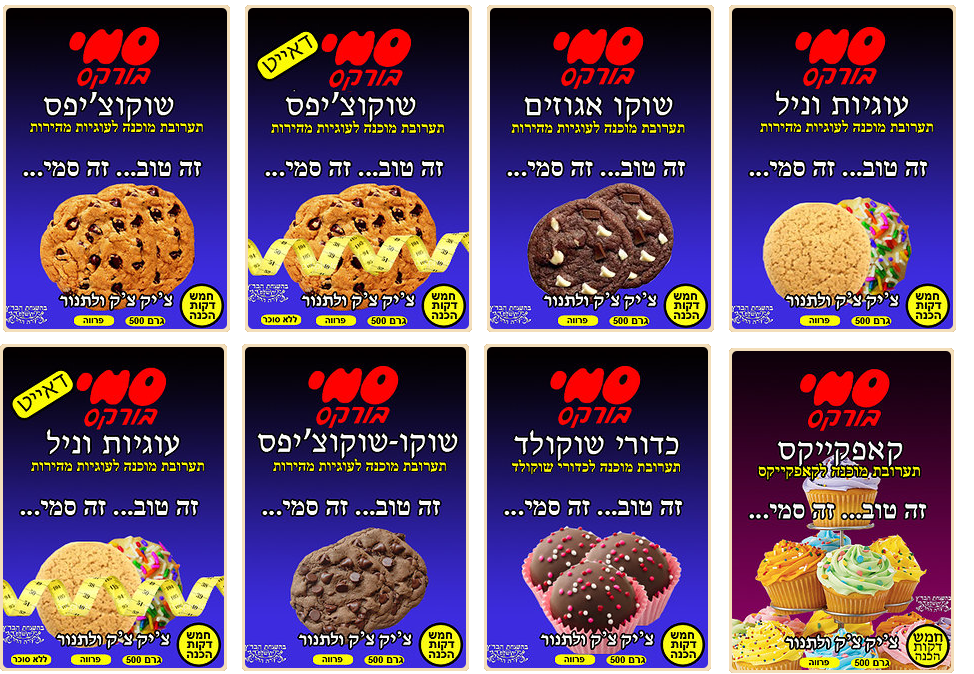 סמי
בורקס
שוקוצ'יפס
תערובת מוכנה לעוגיות מהירות
זה טוב... זה סמי...
צ'יק צ'ק ולתנור
חמש
דקות
הכנה
פרווה
500 גרם
דאייט
סמי
בורקס
שוקוצ'יפס
תערובת מוכנה לעוגיות מהירות
זה טוב... זה סמי...
צ'יק צ'ק ולתנור
חמש
דקות
הכנה
ללא סוכר
פרווה
500 גרם
סמי
בורקס
שוקו אגוזים
תערובת מוכנה לעוגיות מהירות
זה טוב... זה סמי...
צ'יק צ'ק ולתנור
חמש
דקות
הכנה
פרווה
500 גרם
סמי
בורקס
עוגיות וניל
תערובת מוכנה לעוגיות מהירות
זה טוב... זה סמי...
צ'יק צ'ק ולתנור
חמש
דקות
הכנה
פרווה
500 גרם
דאייט
סמי
בורקס
עוגיות וניל
תערובת מוכנה לעוגיות מהירות
זה טוב... זה סמי...
צ'יק צ'ק ולתנור
חמש
דקות
הכנה
ללא סוכר
פרווה
500 גרם
סמי
בורקס
שוקו-שוקוצ'יפס
תערובת מוכנה לעוגיות מהירות
זה טוב... זה סמי...
צ'יק צ'ק ולתנור
חמש
דקות
הכנה
פרווה
500 גרם
סמי
בורקס
כדורי שוקולד
תערובת מוכנה לכדורי שוקולד
זה טוב... זה סמי...
צ'יק צ'ק ולתנור
חמש
דקות
הכנה
פרווה
500 גרם
סמי
בורקס
קאפקייקס
תערובת מוכנה לקאפקייקס
זה טוב... זה סמי...
צ'יק צ'ק ולתנור
חמש
דקות
הכנה
פרווה
500 גרם